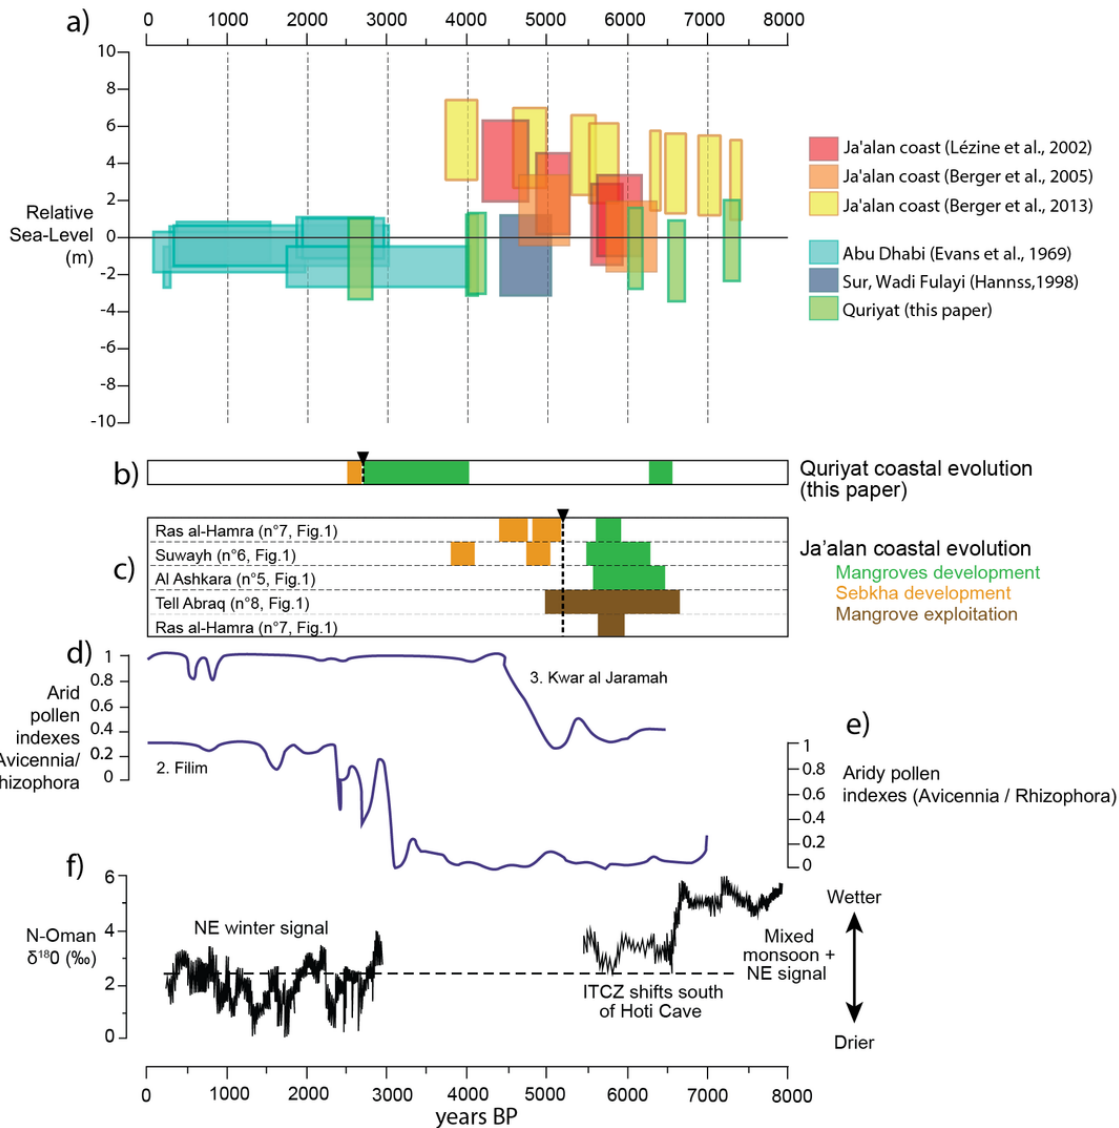 a)
0 1000 2000 3000 4000 5000 6000 7000 8000
10
8
6
4
2
0
-2
-4
-6
-8
-10
Relative
Sea-Level
(m)
Ja'alan coast (Lézine et al., 2002)
Ja'alan coast (Berger et al., 2005)
Ja'alan coast (Berger et al., 2013)
Abu Dhabi (Evans et al., 1969)
Sur, Wadi Fulayi (Hannss,1998)
Quriyat (this paper)
b)
Quriyat coastal evolution
(this paper)
c)
Ras al-Hamra (n°7, Fig.1)
Suwayh (n°6, Fig.1)
Al Ashkara (n°5, Fig.1)
Tell Abraq (n°8, Fig.1)
Ras al-Hamra (n°7, Fig.1)
Ja'alan coastal evolution
Mangroves development
Sebkha development
Mangrove exploitation
d)
1
0.8
0.6
0.4
0.2
0
Arid
pollen
indexes
Avicennia/
hizophora
3. Kwar al Jaramah
2. Filim
e)
1
0.8
0.6
0.4
0.2
0
Aridy pollen
indexes (Avicennia / Rhizophora)
f)
6
4
2
0
N-Oman
δ¹⁸0 (‰)
NE winter signal
ITCZ shifts south
of Hoti Cave
Mixed
monsoon +
NE signal
Wetter
Drier
0 1000 2000 3000 4000 5000 6000 7000 8000
years BP